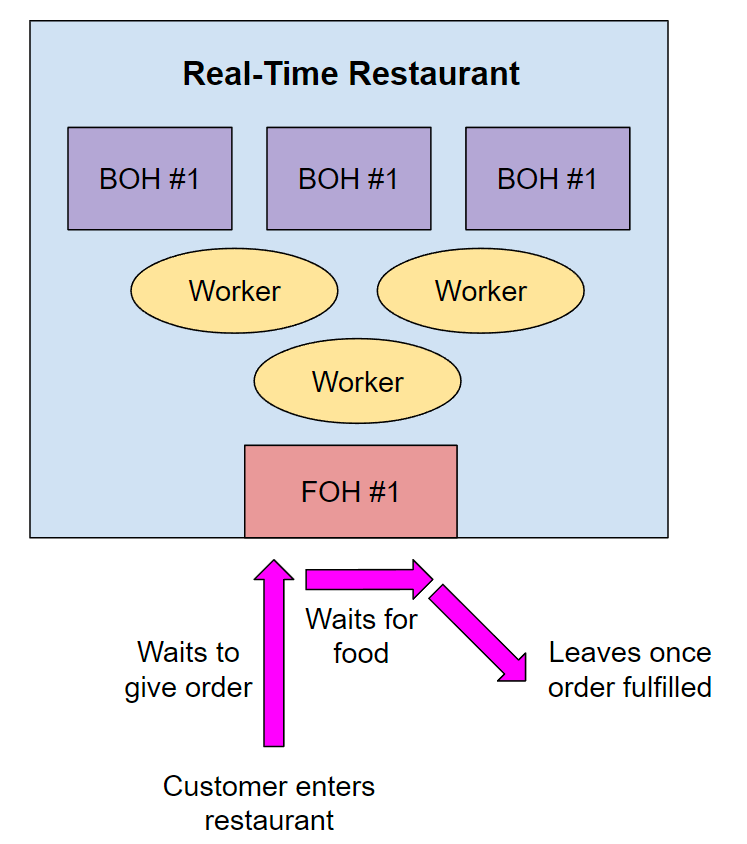 Real-Time Restaurant
BOH #1
BOH #1
BOH #1
Worker
Worker
Worker
FOH #1
Waits for
food
Waits to
give order
Leaves once
order fulfilled
Customer enters
restaurant